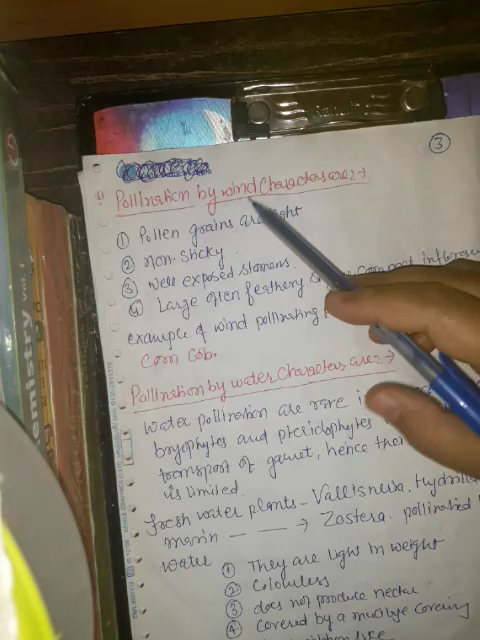 3
Pollination by wind Characters are:→
① Pollen grains are light
② non-sticky
③ well exposed stamens.
④ Large often feathery
example of wind pollinating
Corn Cob.
Pollination by water Characters are:→
Water pollination are rare
bryophytes and pteridophytes
transport of gamet, hence their
is limited.
fresh water plants - Hydrilla
marin — — → Zostera. pollinated
water
① They are light in weight
② Colourless
③ does not produce nectar
④ covered by a covering